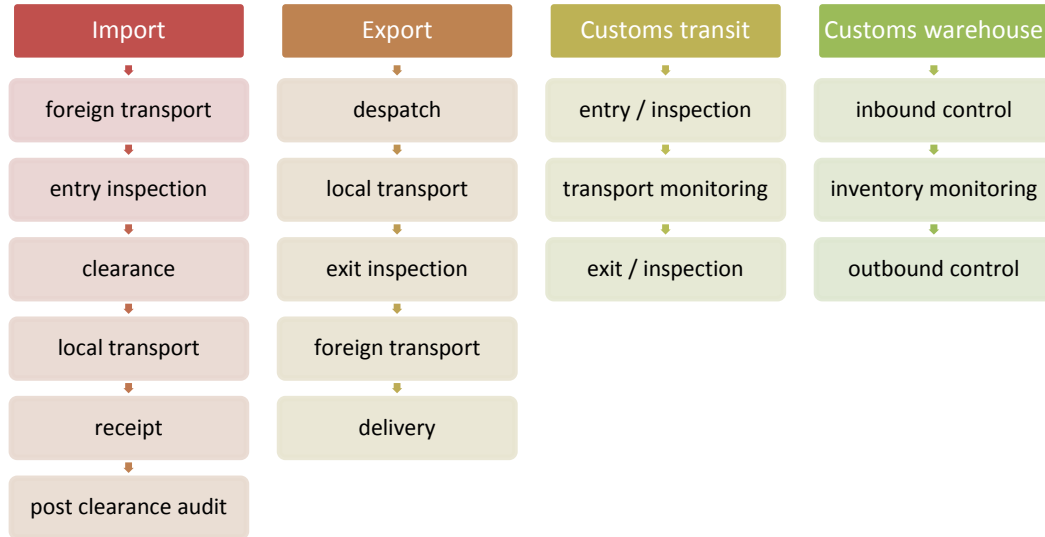 Import
foreign transport
entry inspection
clearance
local transport
receipt
post clearance audit
Export
despatch
local transport
exit inspection
foreign transport
delivery
Customs transit
entry / inspection
transport monitoring
exit / inspection
Customs warehouse
inbound control
inventory monitoring
outbound control